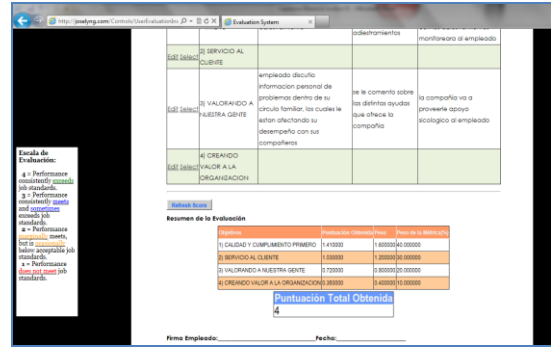 http://joselyng.com/Controls/UserEvaluationInc
Evaluation System
adiestramientos
monitoreara al empleado
Edit Select
2) SERVICIO AL CLIENTE
Edit Select
3) VALORANDO A NUESTRA GENTE
empleado discutio
informacion personal de
problemas dentro de su
circulo familiar, los cuales le
estan afectando su
desempeño con sus
compañeros
se le comento sobre
las distintas ayudas
que ofrece la
compañia
la compañia va a
proveerle apoyo
sicologico al empleado
Edit Select
4) CREANDO
VALOR A LA
ORGANIZACION
Escala de
Evaluación:
4 = Performance
consistently exceeds
job standards.
3 = Performance
consistently meets
and sometimes
exceeds job
standards.
2 = Performance
marginally meets,
but is occasionally
below acceptable job
standards.
1 = Performance
does not meet job
standards.
Refresh Score
Resumen de la Evaluación
Objetivos Puntuación Obtenida Peso Peso de la Métrica(%)
1) CALIDAD Y CUMPLIMIENTO PRIMERO 1.410000 1.600000 40.000000
2) SERVICIO AL CLIENTE 1.030000 1.200000 30.000000
3) VALORANDO A NUESTRA GENTE 0.720000 0.800000 20.000000
4) CREANDO VALOR A LA ORGANIZACION 0.350000 0.400000 10.000000
Puntuación Total Obtenida
4
Firma Empleado: Fecha: